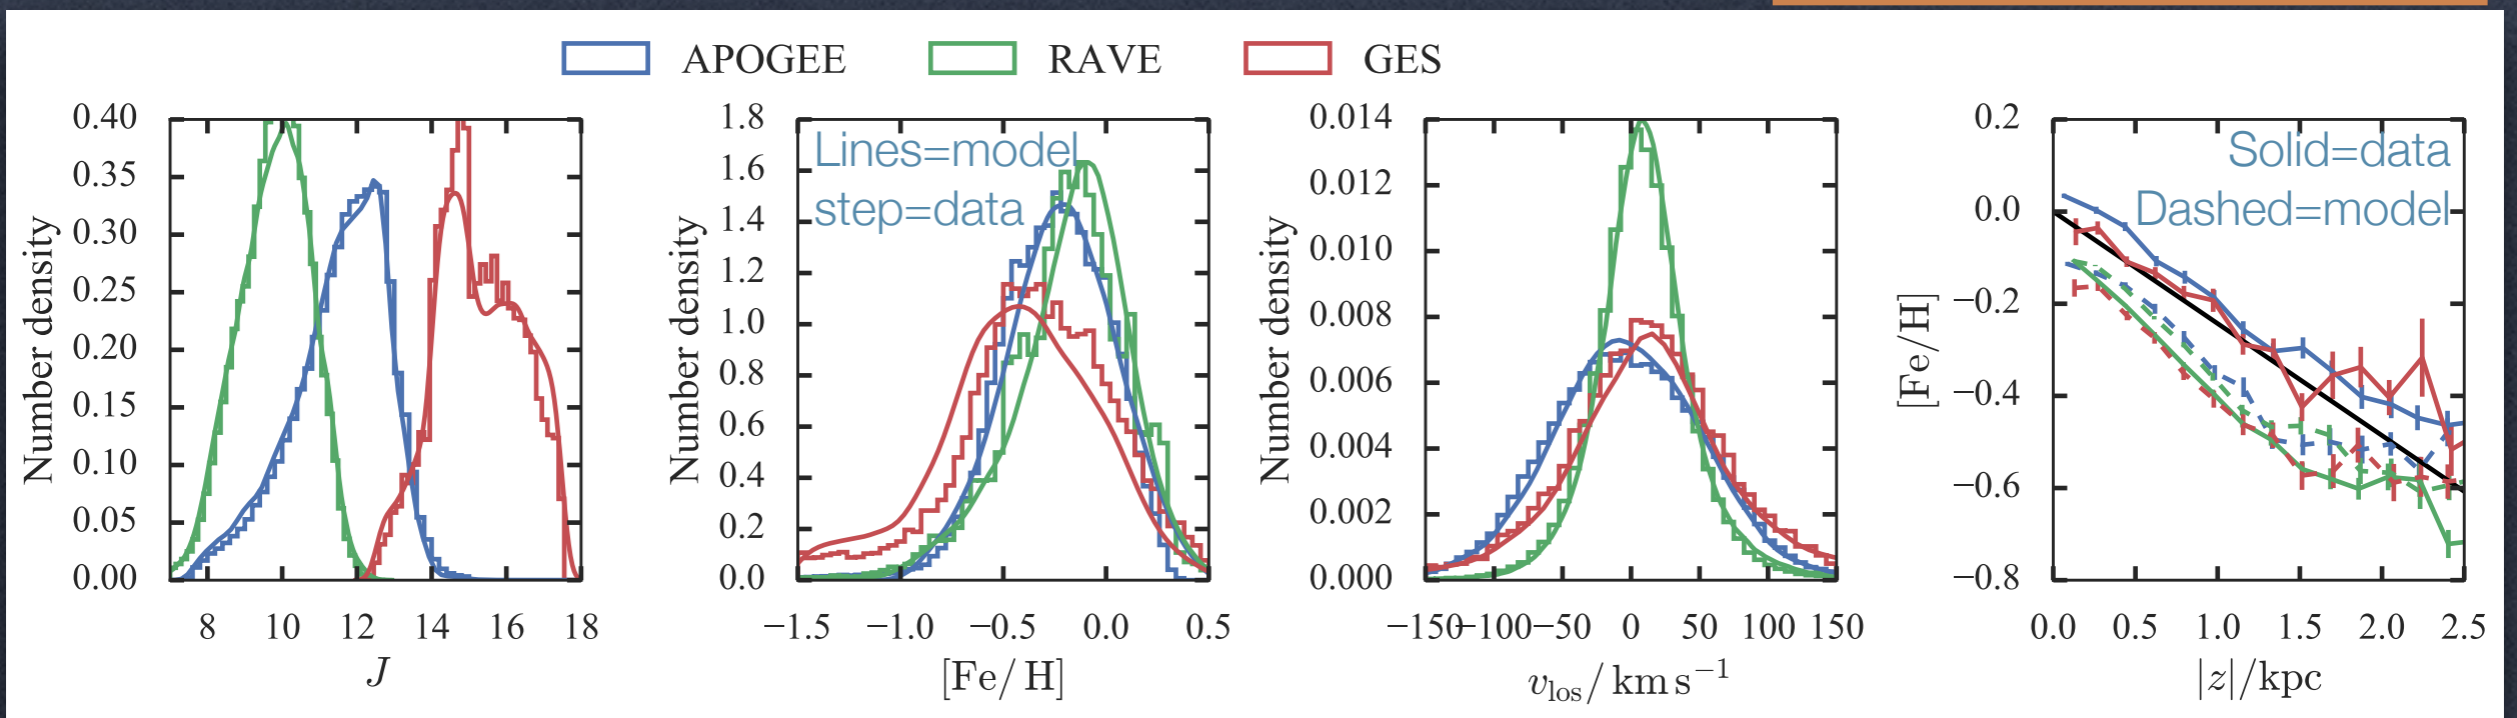 APOGEE RAVE GES
0.40
0.35
0.30
0.25
0.20
0.15
0.10
0.05
0.00
Number density
8 10 12 14 16 18
J
1.8
1.6
1.4
1.2
1.0
0.8
0.6
0.4
0.2
0.0
Number density
Lines=model
step=data
−1.5 −1.0 −0.5 0.0 0.5
[Fe/H]
0.014
0.012
0.010
0.008
0.006
0.004
0.002
0.000
Number density
−150 −100 −50 0 50 100 150
v_los/km s⁻¹
0.2
0.0
−0.2
−0.4
−0.6
−0.8
[Fe/H]
Solid=data
Dashed=model
0.0 0.5 1.0 1.5 2.0 2.5
|z|/kpc